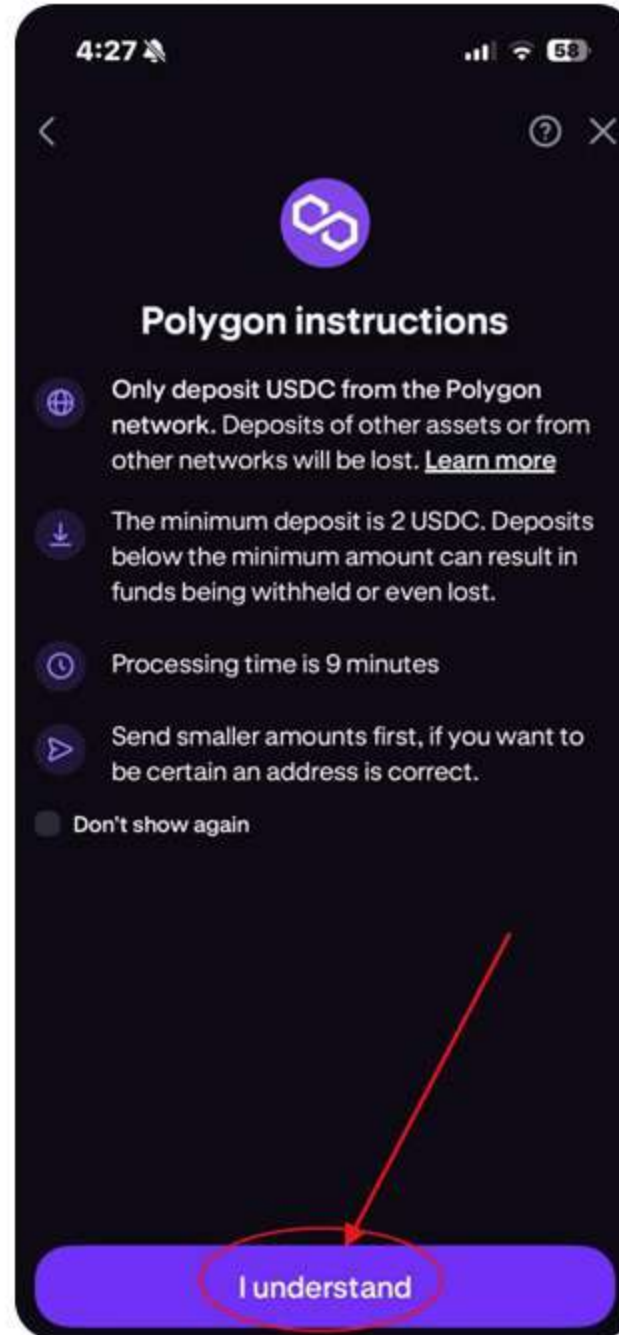 4:27
58
Polygon instructions
Only deposit USDC from the Polygon
network. Deposits of other assets or from
other networks will be lost. Learn more
The minimum deposit is 2 USDC. Deposits
below the minimum amount can result in
funds being withheld or even lost.
Processing time is 9 minutes
Send smaller amounts first, if you want to
be certain an address is correct.
Don't show again
I understand